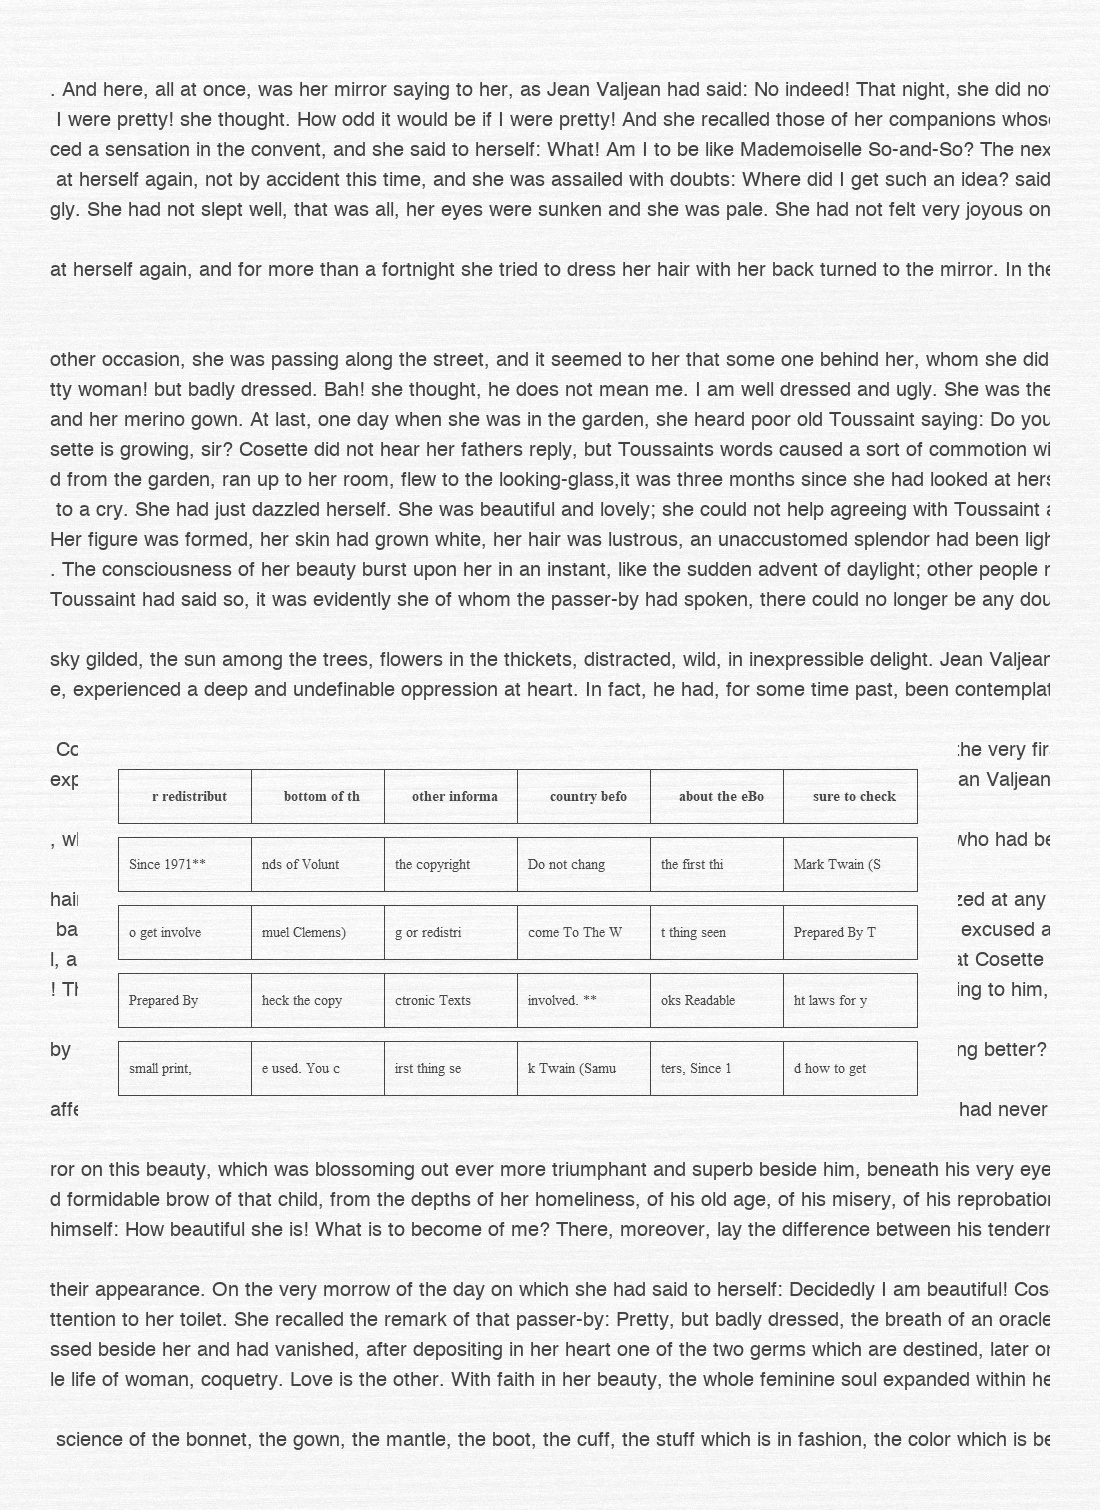 . And here, all at once, was her mirror saying to her, as Jean Valjean had said: No indeed! That night, she did no
I were pretty! she thought. How odd it would be if I were pretty! And she recalled those of her companions whos
ced a sensation in the convent, and she said to herself: What! Am I to be like Mademoiselle So-and-So? The nex
at herself again, not by accident this time, and she was assailed with doubts: Where did I get such an idea? said
gly. She had not slept well, that was all, her eyes were sunken and she was pale. She had not felt very joyous on
at herself again, and for more than a fortnight she tried to dress her hair with her back turned to the mirror. In the
other occasion, she was passing along the street, and it seemed to her that some one behind her, whom she did
tty woman! but badly dressed. Bah! she thought, he does not mean me. I am well dressed and ugly. She was the
and her merino gown. At last, one day when she was in the garden, she heard poor old Toussaint saying: Do you
sette is growing, sir? Cosette did not hear her fathers reply, but Toussaints words caused a sort of commotion wi
d from the garden, ran up to her room, flew to the looking-glass,it was three months since she had looked at hers
to a cry. She had just dazzled herself. She was beautiful and lovely; she could not help agreeing with Toussaint a
Her figure was formed, her skin had grown white, her hair was lustrous, an unaccustomed splendor had been ligh
. The consciousness of her beauty burst upon her in an instant, like the sudden advent of daylight; other people
Toussaint had said so, it was evidently she of whom the passer-by had spoken, there could no longer be any dou
sky gilded, the sun among the trees, flowers in the thickets, distracted, wild, in inexpressible delight. Jean Valjean
e, experienced a deep and undefinable oppression at heart. In fact, he had, for some time past, been contemplat
Co the very fir
exp an Valjean
r redistribut bottom of th other informa country befo about the eBo sure to check
, w who had be
Since 1971** nds of Volunt the copyright Do not chang the first thi Mark Twain (S
hai zed at any
ba excused a
o get involve muel Clemens) g or redistri come To The W t thing seen Prepared By T
l, a at Cosette
! Th ing to him,
Prepared By heck the copy ctronic Texts involved. ** oks Readable ht laws for y
by ng better?
small print, e used. You c irst thing se k Twain (Samu ters, Since 1 d how to get
affe had never
ror on this beauty, which was blossoming out ever more triumphant and superb beside him, beneath his very eye
d formidable brow of that child, from the depths of her homeliness, of his old age, of his misery, of his reprobation
himself: How beautiful she is! What is to become of me? There, moreover, lay the difference between his tendern
their appearance. On the very morrow of the day on which she had said to herself: Decidedly I am beautiful! Cos
ttention to her toilet. She recalled the remark of that passer-by: Pretty, but badly dressed, the breath of an oracle
ssed beside her and had vanished, after depositing in her heart one of the two germs which are destined, later on
le life of woman, coquetry. Love is the other. With faith in her beauty, the whole feminine soul expanded within he
science of the bonnet, the gown, the mantle, the boot, the cuff, the stuff which is in fashion, the color which is be